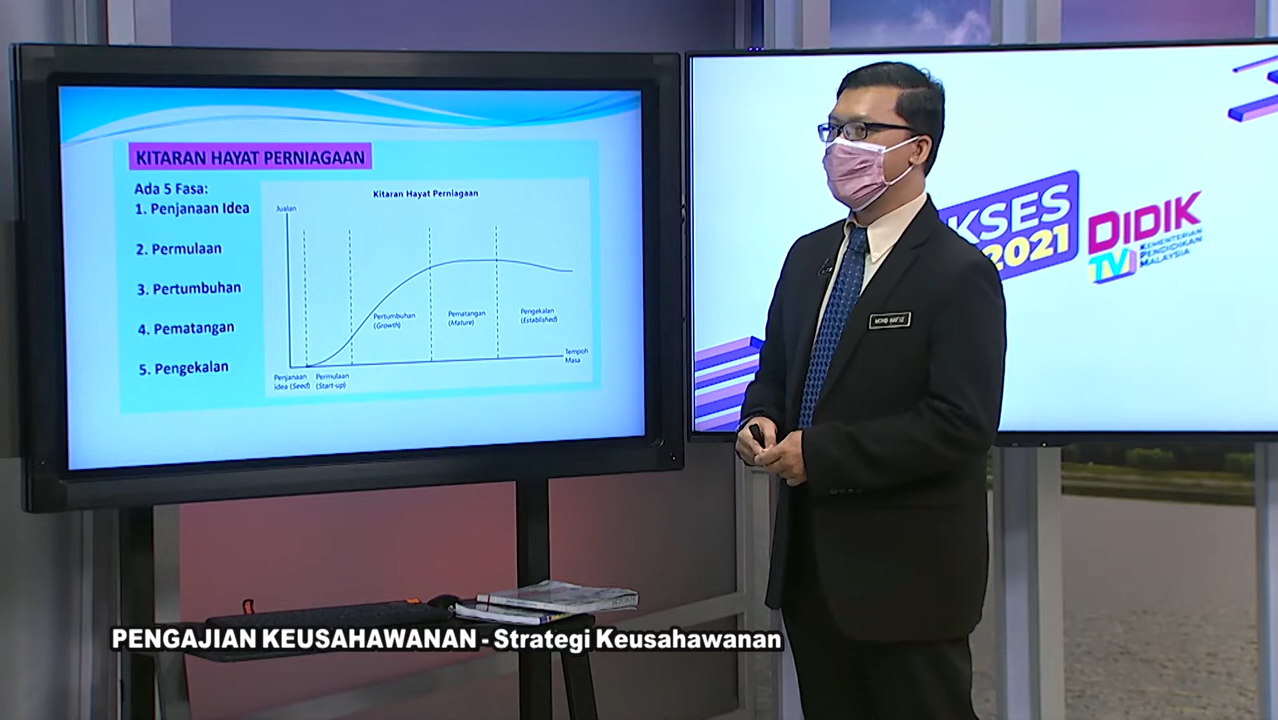 KITARAN HAYAT PERNIAGAAN
Ada 5 Fasa:
1. Penjanaan Idea
2. Permulaan
3. Pertumbuhan
4. Pematangan
5. Pengekalan
Kitaran Hayat Perniagaan
Jualan
Pertumbuhan
(Growth)
Pematangan
(Mature)
Pengekalan
(Established)
Tempoh
Masa
Penjanaan
idea (Seed)
Permulaan
(Start-up)
KSES
2021
DIDIK
TV
KEMENTERIAN
PENDIDIKAN
MALAYSIA
PENGAJIAN KEUSAHAWANAN - Strategi Keusahawanan